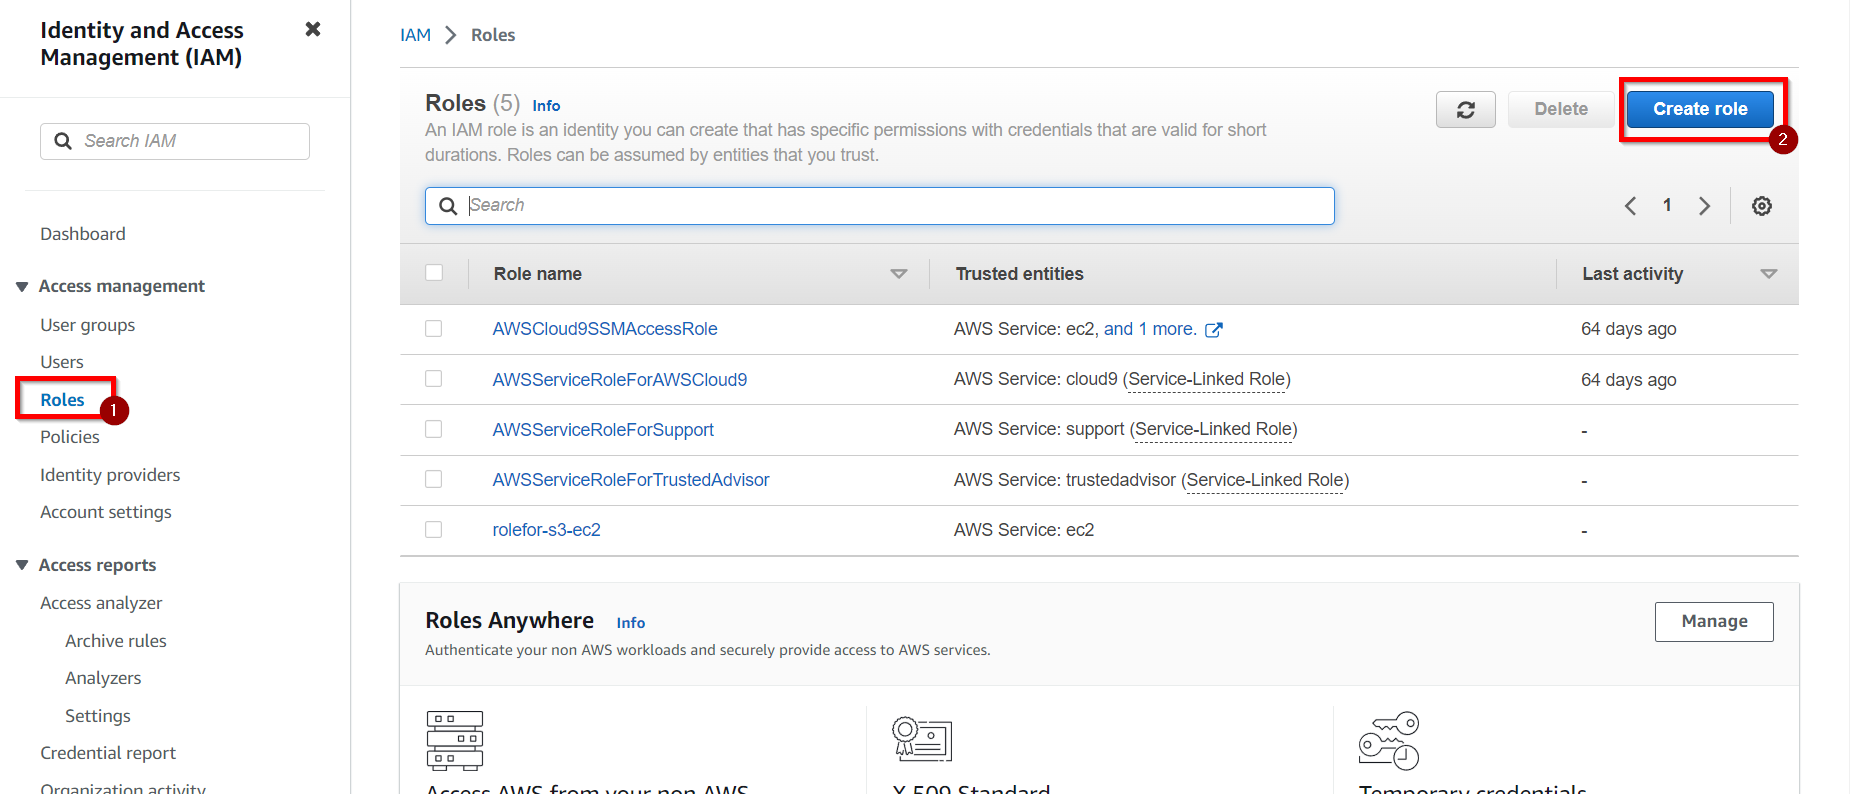 Identity and Access
Management (IAM)
Search IAM
Dashboard
Access management
User groups
Users
Roles
1
Policies
Identity providers
Account settings
Access reports
Access analyzer
Archive rules
Analyzers
Settings
Credential report
Organization activity
IAM > Roles
Roles (5) Info
An IAM role is an identity you can create that has specific permissions with credentials that are valid for short
durations. Roles can be assumed by entities that you trust.
Delete
Create role
2
Search
1
Role name Trusted entities Last activity
AWSCloud9SSMAccessRole AWS Service: ec2, and 1 more. 64 days ago
AWSServiceRoleForAWSCloud9 AWS Service: cloud9 (Service-Linked Role) 64 days ago
AWSServiceRoleForSupport AWS Service: support (Service-Linked Role) -
AWSServiceRoleForTrustedAdvisor AWS Service: trustedadvisor (Service-Linked Role) -
rolefor-s3-ec2 AWS Service: ec2 -
Roles Anywhere Info
Manage
Authenticate your non AWS workloads and securely provide access to AWS services.
Access AWS from your non AWS
X.509 Standard
Temporary credentials